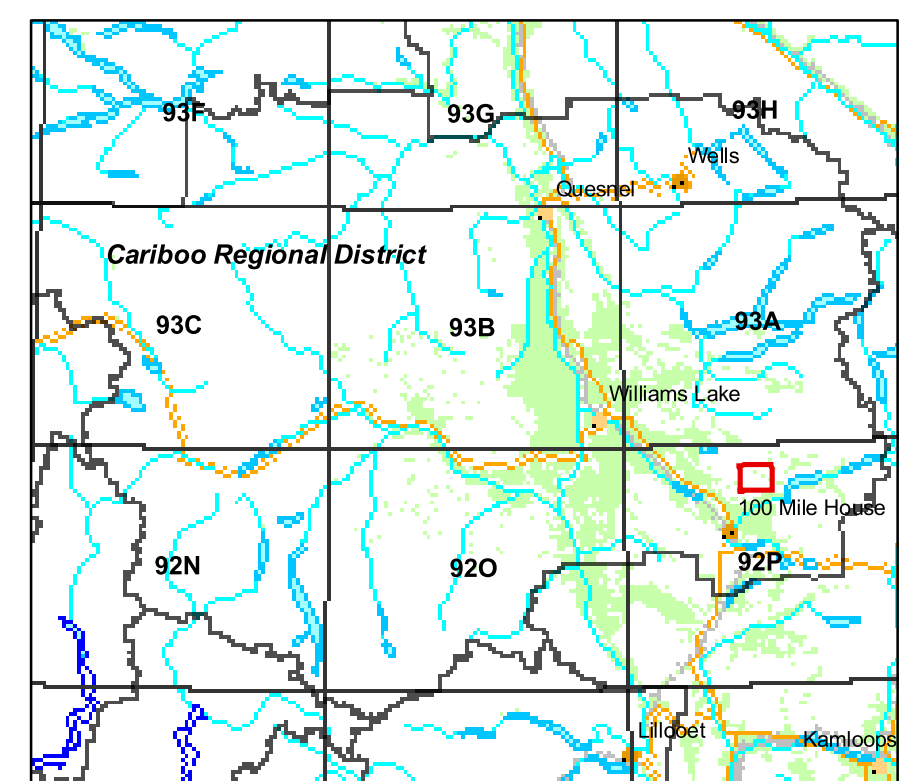 93F
93G
93H
Wells
Quesnel
Cariboo Regional District
93C
93B
93A
Williams Lake
100 Mile House
92N
92O
92P
Lillooet
Kamloops